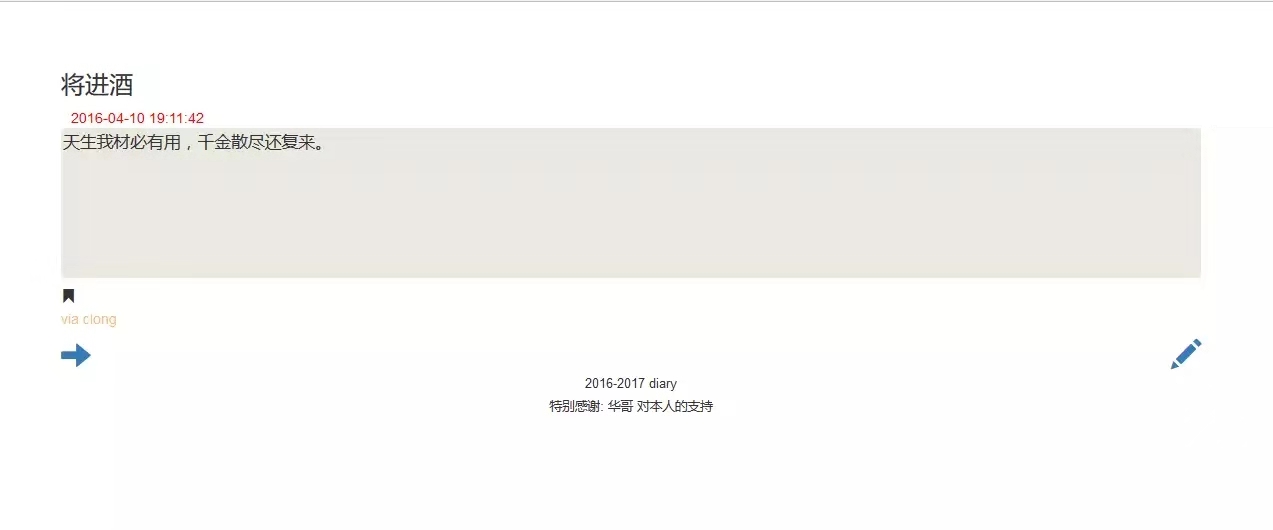 将进酒
2016-04-10 19:11:42
天生我材必有用，千金散尽还复来。
via clong
2016-2017 diary
特别感谢: 华哥 对本人的支持